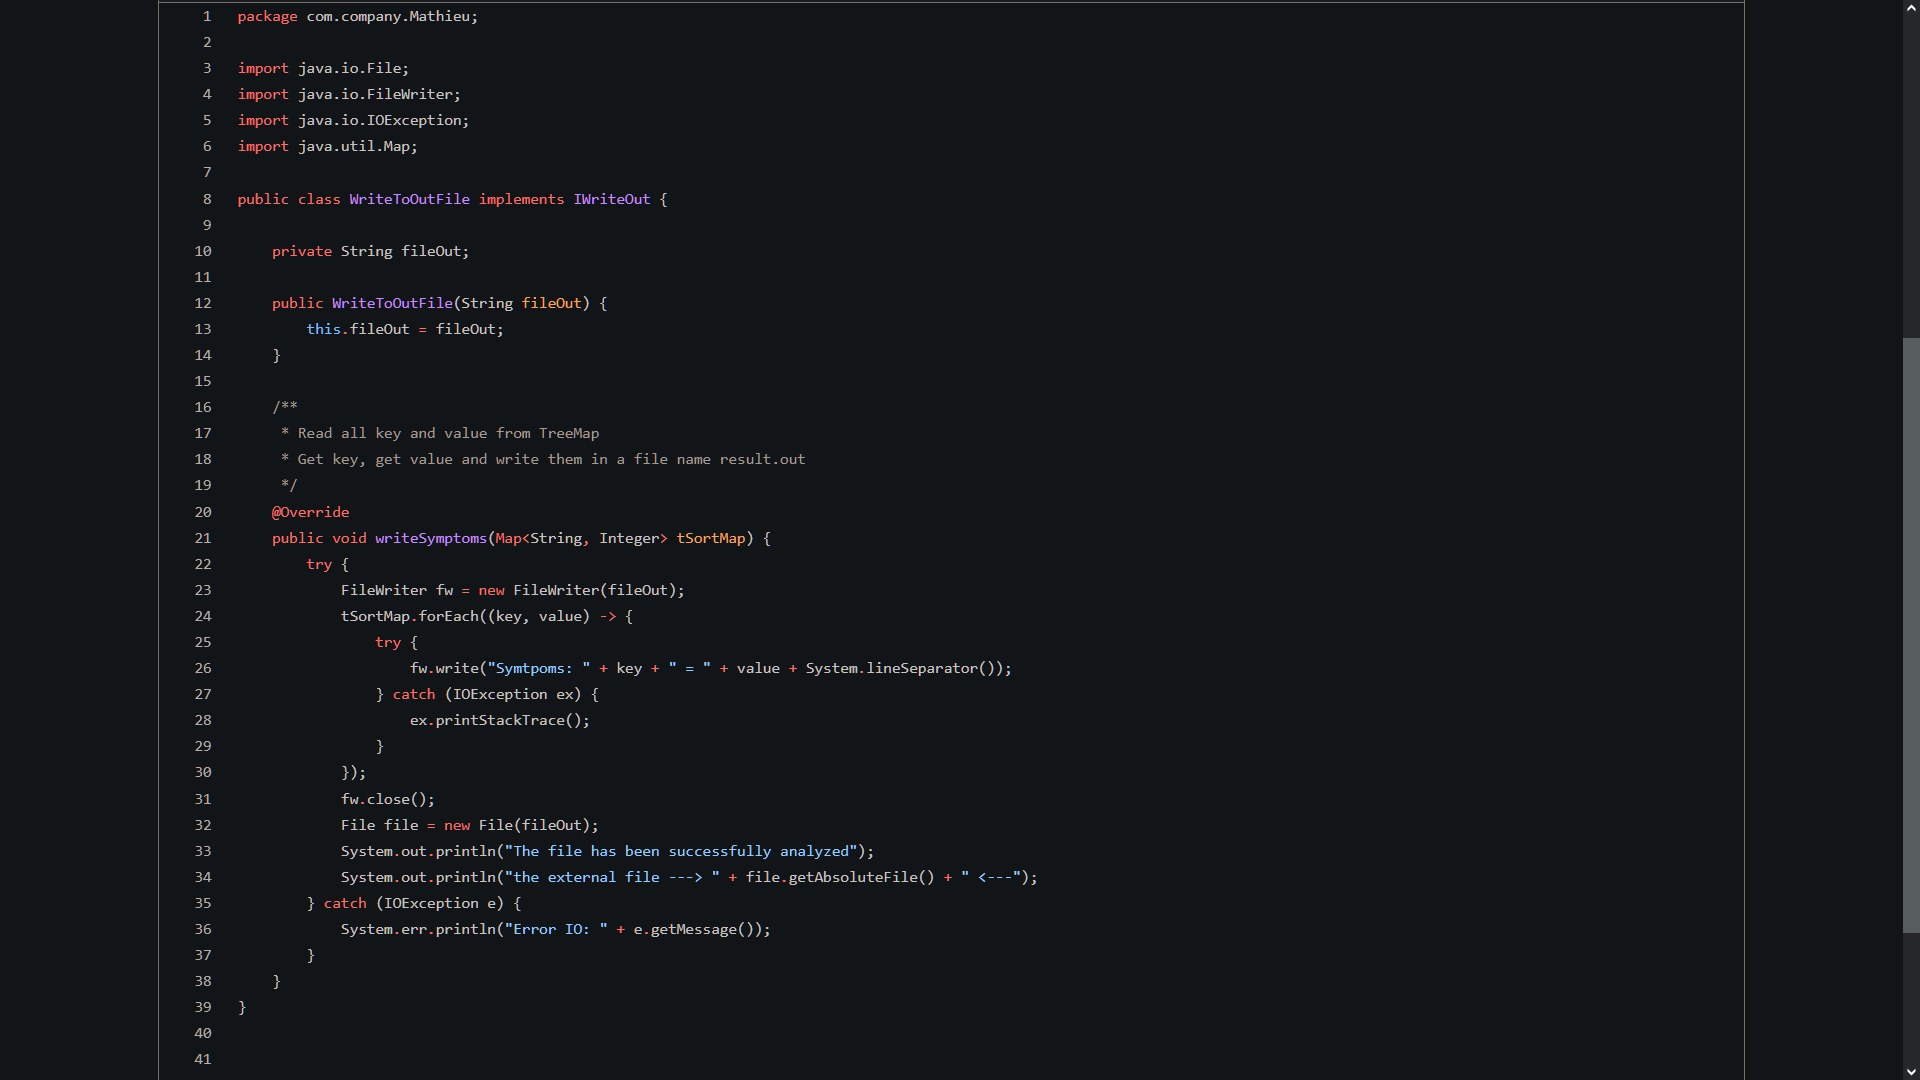 1 package com.company.Mathieu;
2
3 import java.io.File;
4 import java.io.FileWriter;
5 import java.io.IOException;
6 import java.util.Map;
7
8 public class WriteToOutFile implements IWriteOut {
9
10     private String fileOut;
11
12     public WriteToOutFile(String fileOut) {
13         this.fileOut = fileOut;
14     }
15
16     /**
17      * Read all key and value from TreeMap
18      * Get key, get value and write them in a file name result.out
19      */
20     @Override
21     public void writeSymptoms(Map<String, Integer> tSortMap) {
22         try {
23             FileWriter fw = new FileWriter(fileOut);
24             tSortMap.forEach((key, value) -> {
25                 try {
26                     fw.write("Symtpoms: " + key + " = " + value + System.lineSeparator());
27                 } catch (IOException ex) {
28                     ex.printStackTrace();
29                 }
30             });
31             fw.close();
32             File file = new File(fileOut);
33             System.out.println("The file has been successfully analyzed");
34             System.out.println("the external file ---> " + file.getAbsoluteFile() + " <---");
35         } catch (IOException e) {
36             System.err.println("Error IO: " + e.getMessage());
37         }
38     }
39 }
40
41